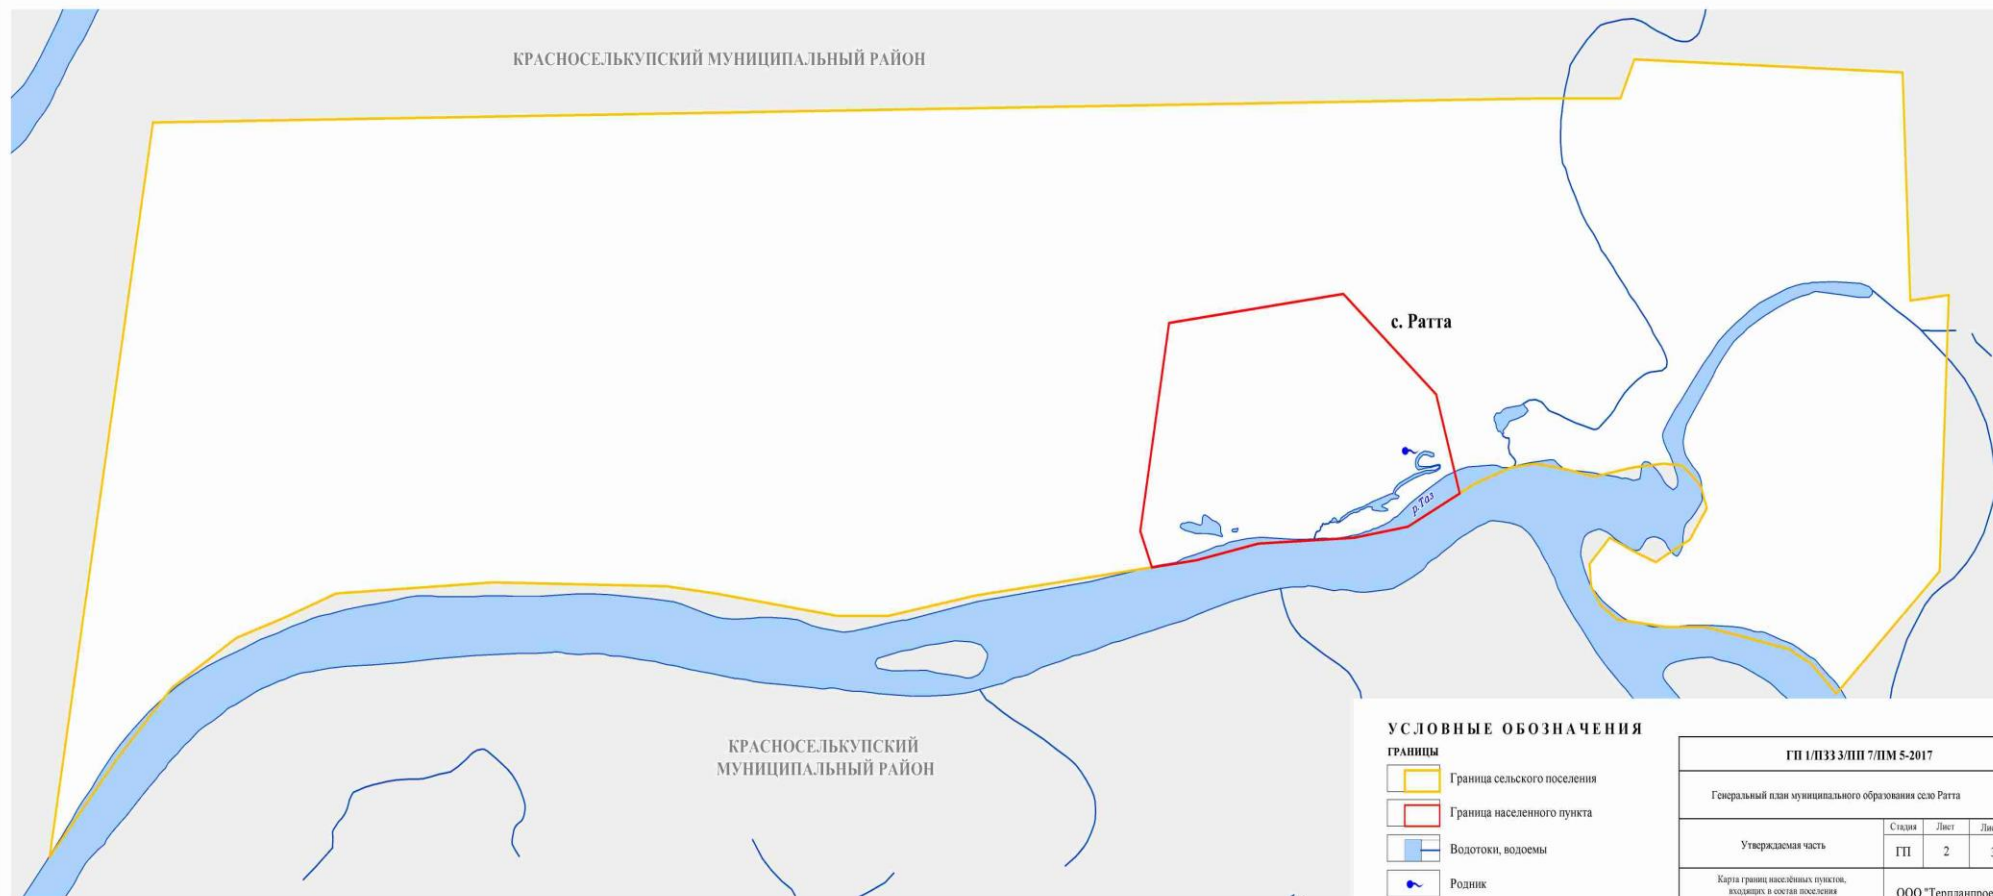 КРАСНОСЕЛЬКУПСКИЙ МУНИЦИПАЛЬНЫЙ РАЙОН
с. Ратта
р.Таз
КРАСНОСЕЛЬКУПСКИЙ
МУНИЦИПАЛЬНЫЙ РАЙОН
УСЛОВНЫЕ ОБОЗНАЧЕНИЯ
ГРАНИЦЫ
Граница сельского поселения
Граница населенного пункта
Водотоки, водоемы
Родник
ГП 1/ПЗЗ 3/ПП 7/ПМ 5-2017
Генеральный план муниципального образования село Ратта
Утверждаемая часть
Стадия Лист
ГП 2
Карта границ населённых пунктов,
входящих в состав поселения
ООО "Терпланпрое